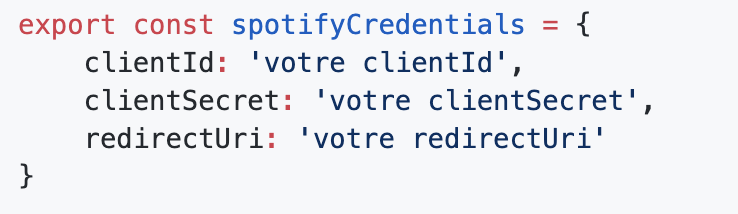 export const spotifyCredentials = {
    clientId: 'votre clientId',
    clientSecret: 'votre clientSecret',
    redirectUri: 'votre redirectUri'
}